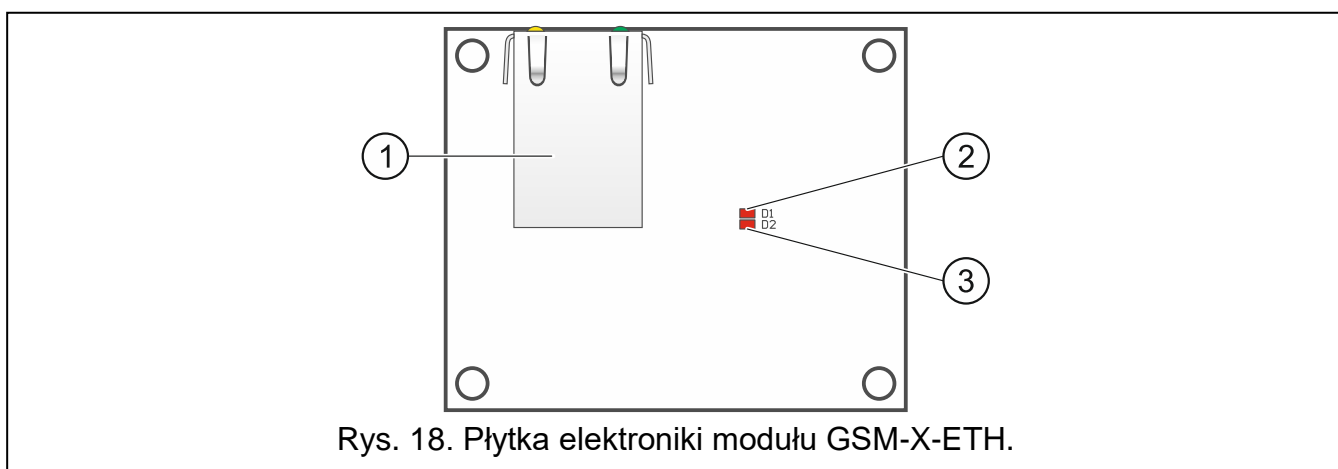 1
2
D1
D2
3
Rys. 18. Płytka elektroniki modułu GSM-X-ETH.